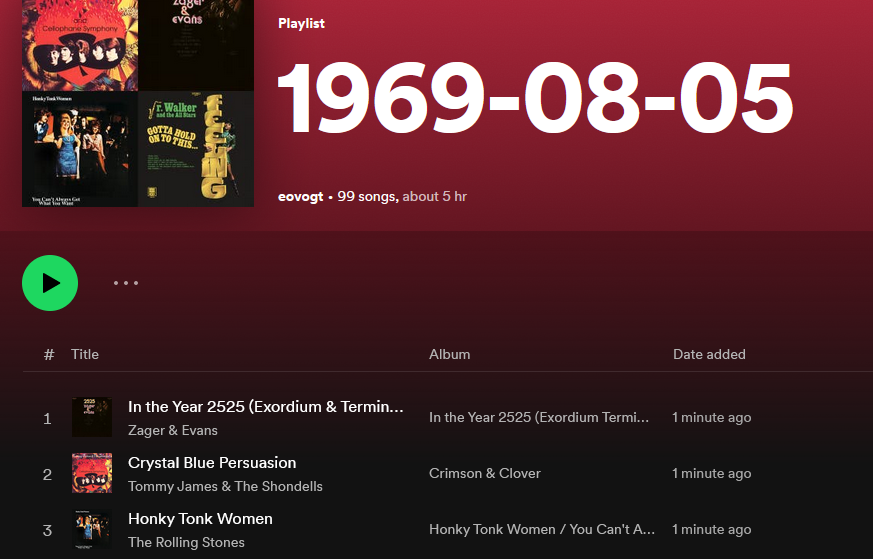 and
Cellophane Symphony
zager
&
evans
HonkyTonkWomen
You Can't Always Get
What You Want
Jr. Walker
and the All Stars
GOTTA HOLD
ON TO THIS...
FEELING
Playlist
1969-08-05
eovogt • 99 songs, about 5 hr
# Title Album Date added
1 In the Year 2525 (Exordium & Termin... In the Year 2525 (Exordium Termi... 1 minute ago
Zager & Evans
2 Crystal Blue Persuasion Crimson & Clover 1 minute ago
Tommy James & The Shondells
3 Honky Tonk Women Honky Tonk Women / You Can't A... 1 minute ago
The Rolling Stones